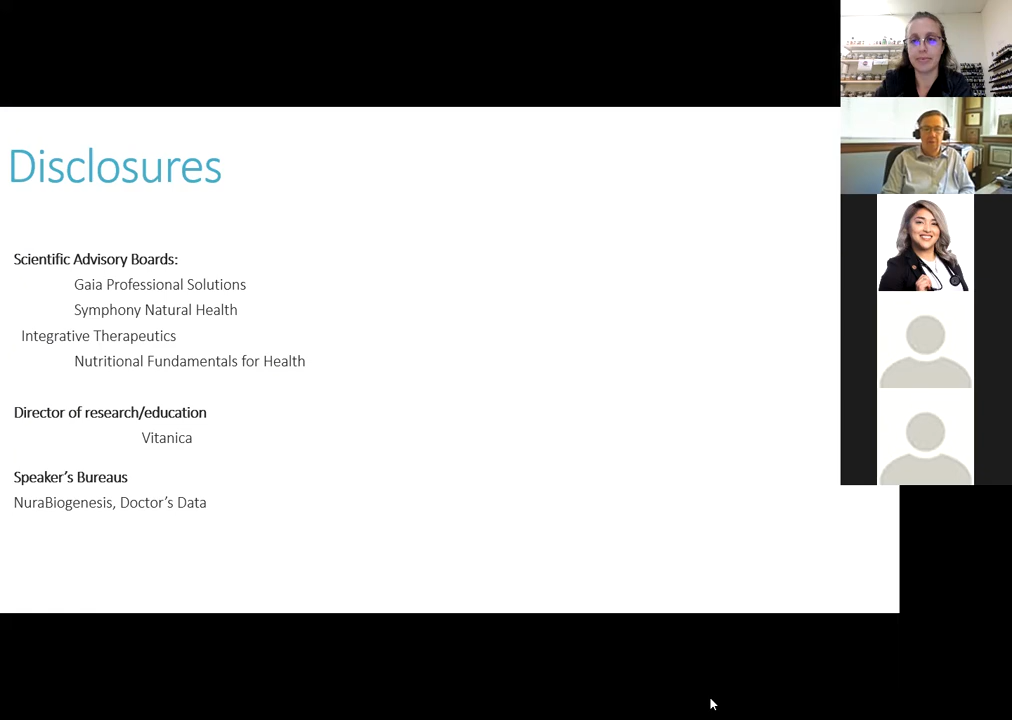 Disclosures
Scientific Advisory Boards:
Gaia Professional Solutions
Symphony Natural Health
Integrative Therapeutics
Nutritional Fundamentals for Health
Director of research/education
Vitanica
Speaker’s Bureaus
NuraBiogenesis, Doctor’s Data